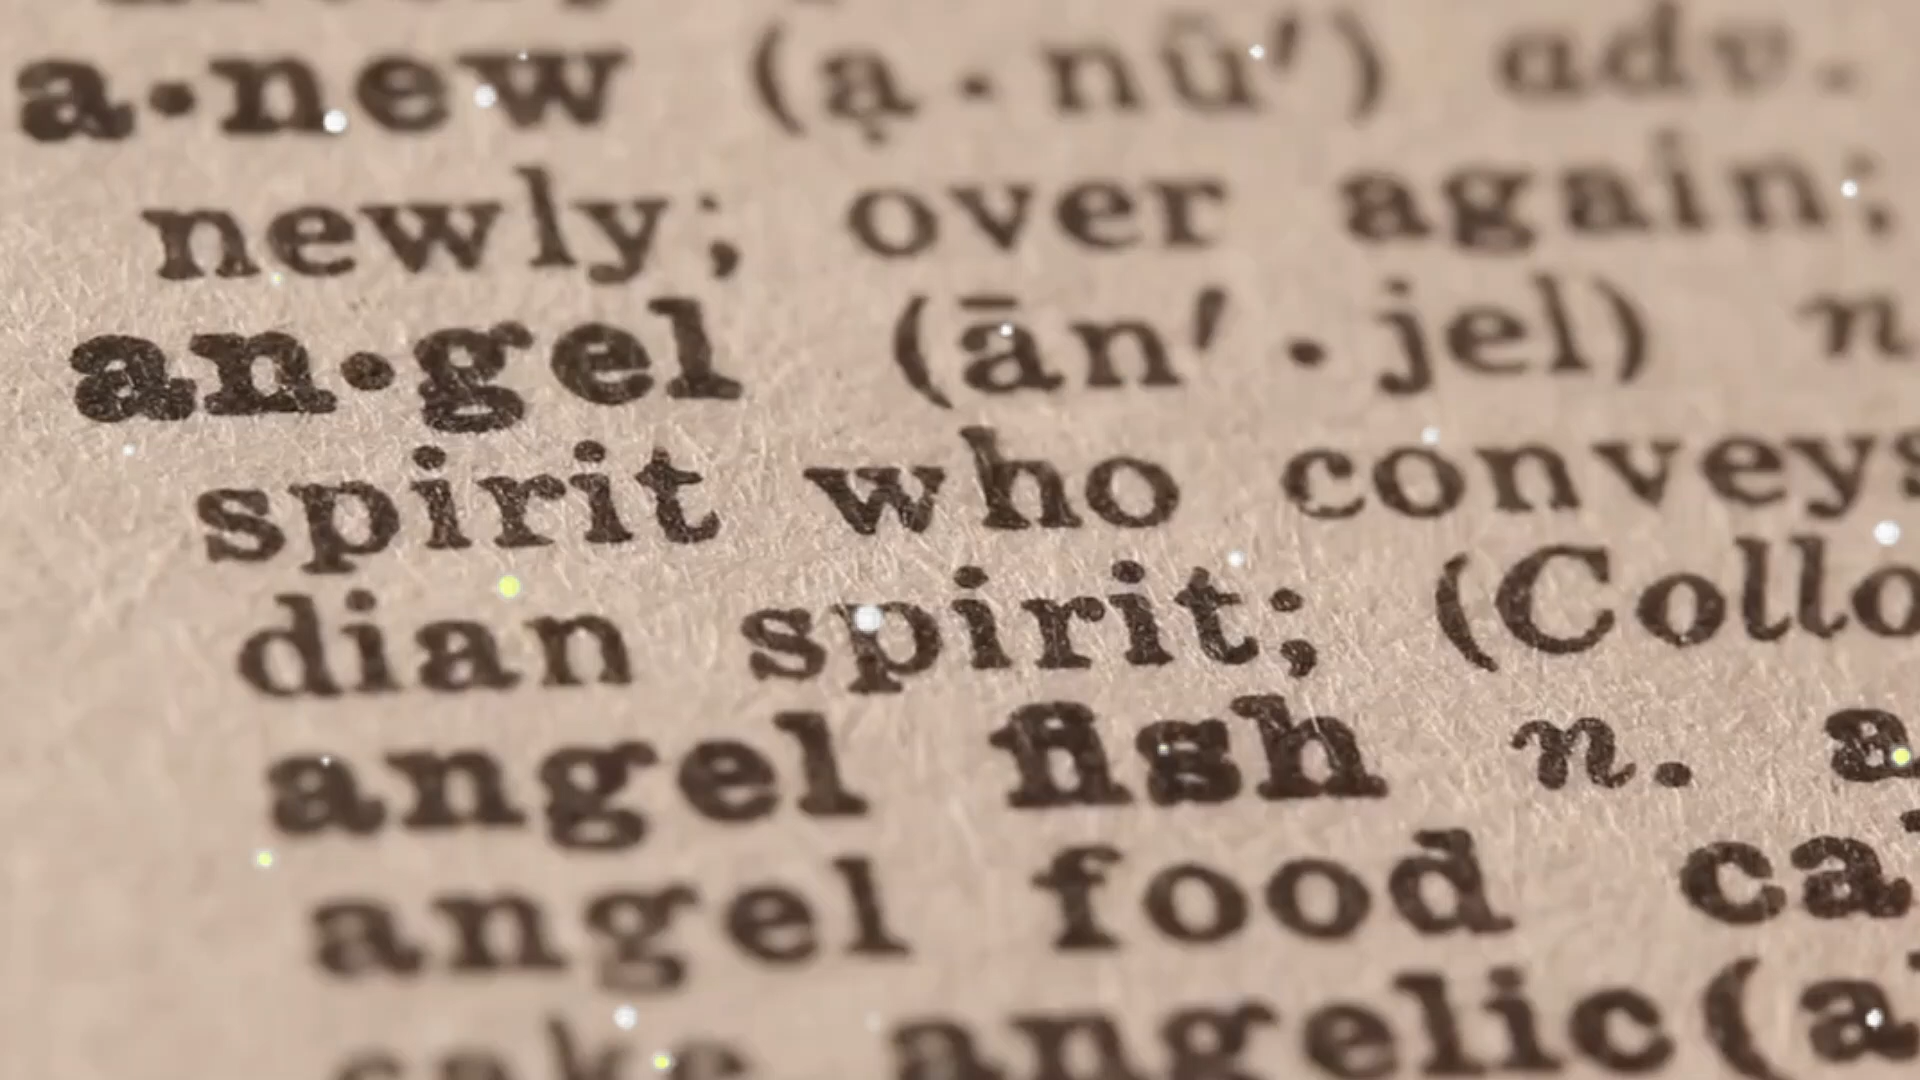 a·new (ạ·nū′) adv.
newly; over again;
an·gel (ān′·jel) n
spirit who conveys
dian spirit; (Collo
angel fish n. a
angel food ca
cake angelic (a